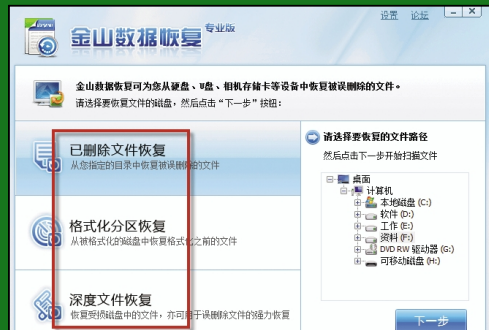 设置 论坛
金山数据恢复 专业版
金山数据恢复可为您从硬盘、U盘、相机存储卡等设备中恢复被误删除的文件。
请选择要恢复文件的磁盘，然后点击“下一步”按钮：
已删除文件恢复
从您指定的目录中恢复被误删除的文件
格式化分区恢复
从被格式化的磁盘中恢复格式化之前的文件
深度文件恢复
恢复受损磁盘中的文件，亦可用于误删除文件的强力恢复
请选择要恢复的文件路径
然后点击下一步开始扫描文件
桌面
计算机
本地磁盘 (C:)
软件 (D:)
工作 (E:)
资料 (F:)
DVD RW 驱动器 (G:)
可移动磁盘 (H:)
下一步